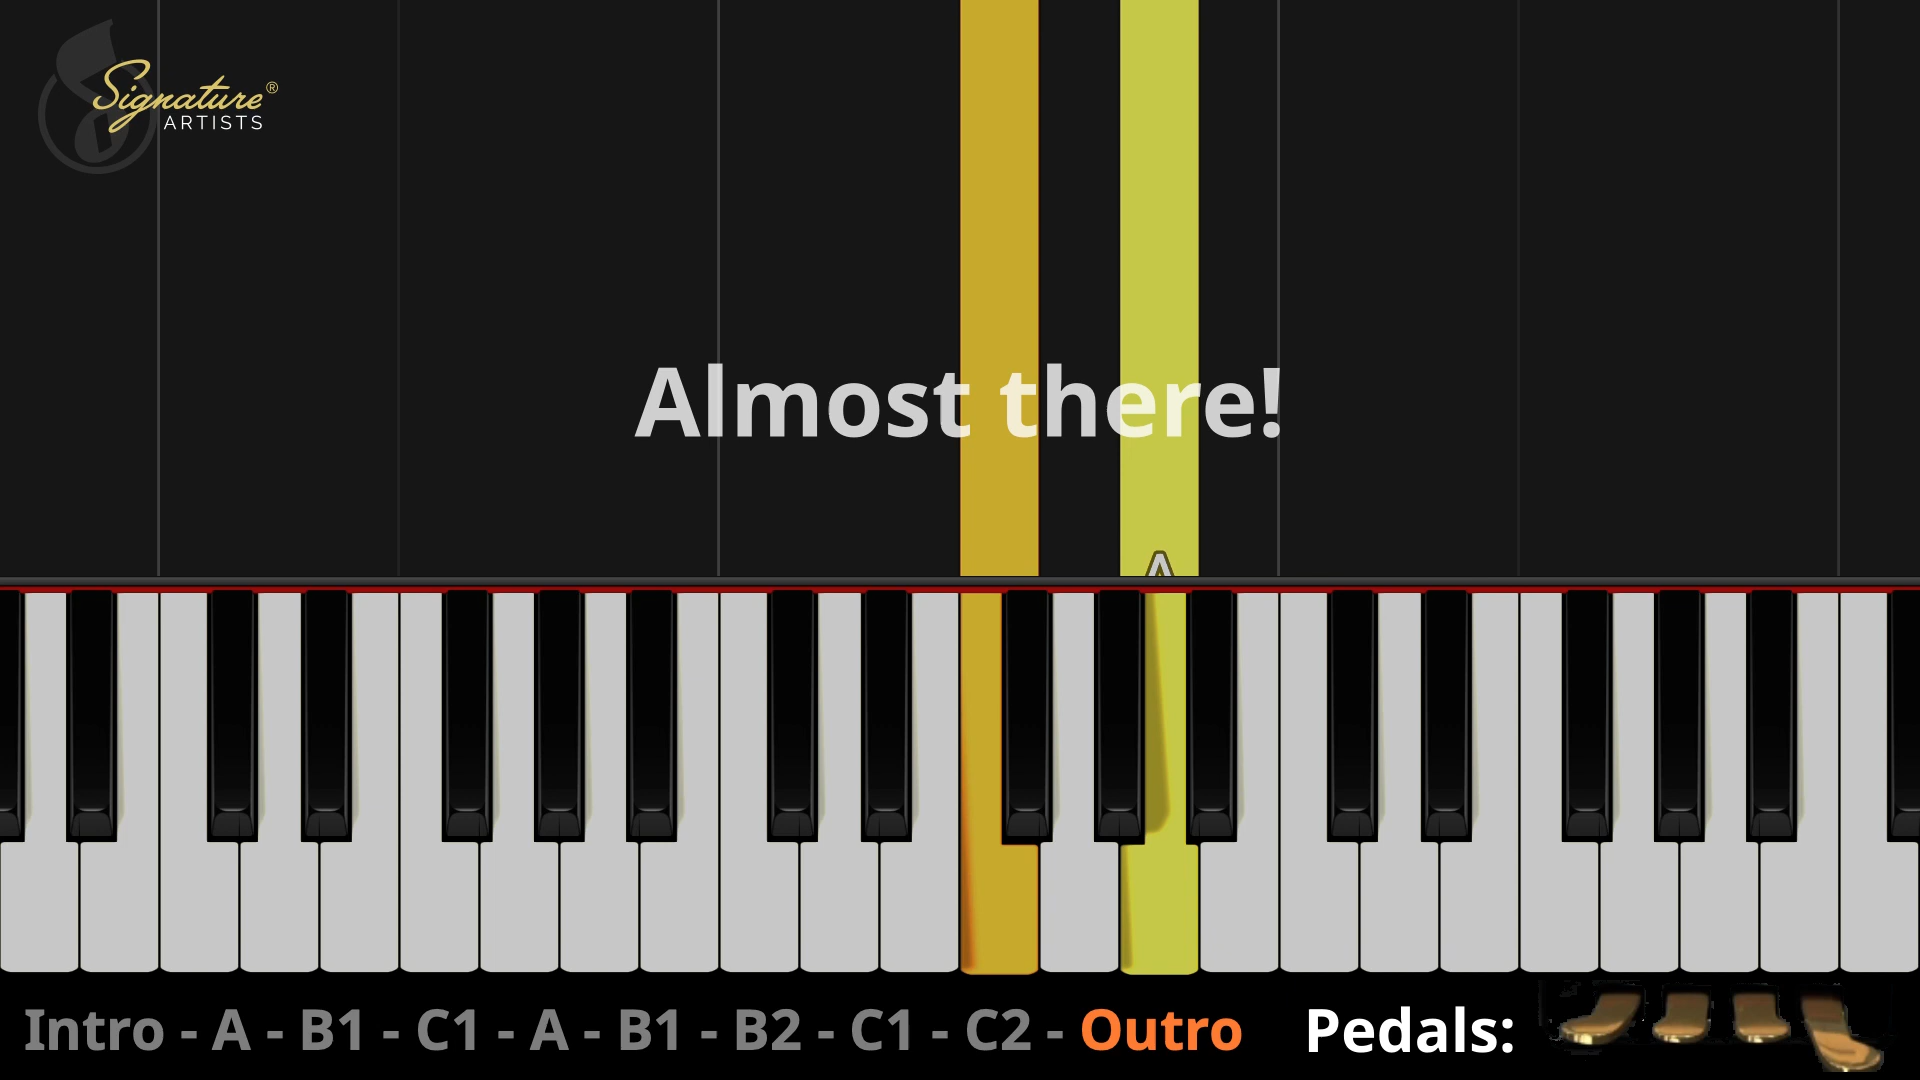 Signature®
ARTISTS
Almost there!
A
Intro - A - B1 - C1 - A - B1 - B2 - C1 - C2 - Outro
Pedals: